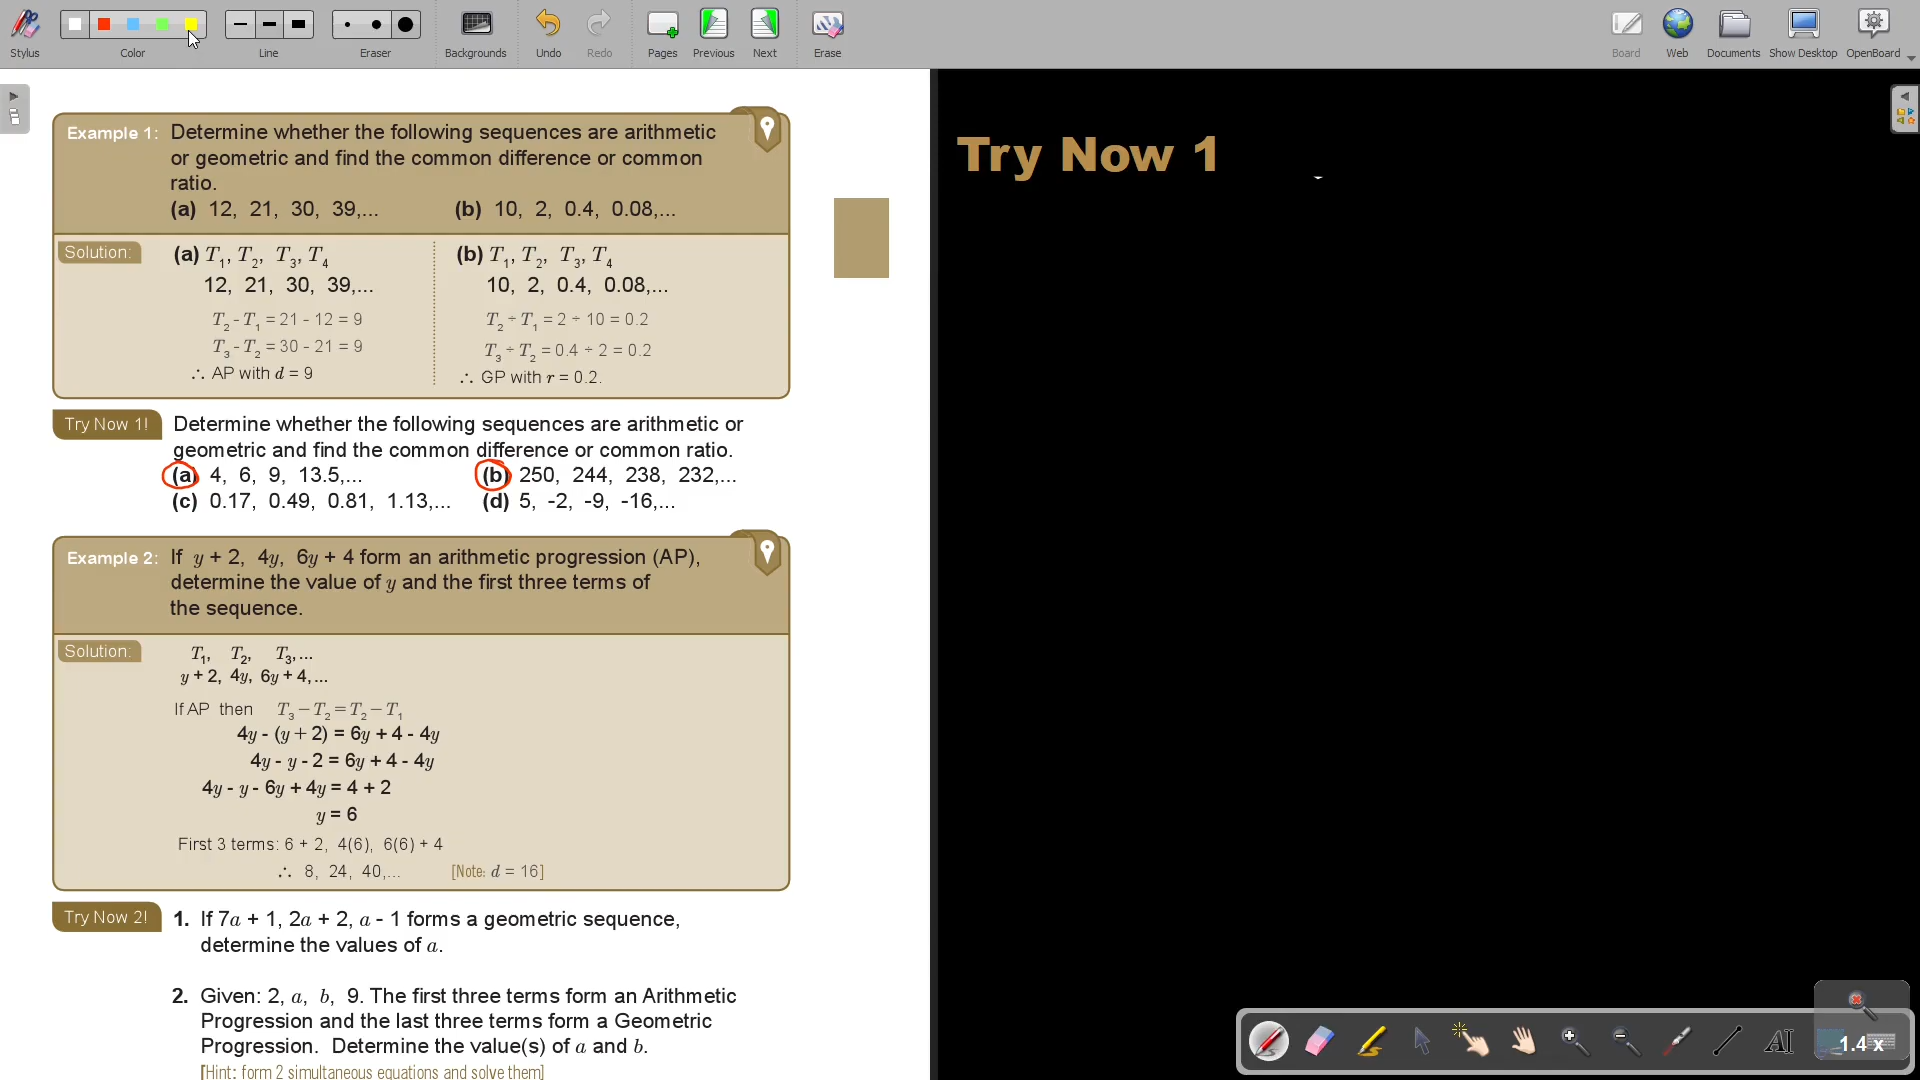 Stylus Color Line Eraser Backgrounds Undo Redo Pages Previous Next Erase Board Web Documents Show Desktop OpenBoard
Example 1: Determine whether the following sequences are arithmetic
or geometric and find the common difference or common
ratio.
(a) 12, 21, 30, 39,... (b) 10, 2, 0.4, 0.08,...
Solution: (a) T₁, T₂, T₃, T₄
12, 21, 30, 39,...
T₂ - T₁ = 21 - 12 = 9
T₃ - T₂ = 30 - 21 = 9
∴ AP with d = 9
(b) T₁, T₂, T₃, T₄
10, 2, 0.4, 0.08,...
T₂ ÷ T₁ = 2 ÷ 10 = 0.2
T₃ ÷ T₂ = 0.4 ÷ 2 = 0.2
∴ GP with r = 0.2.
Try Now 1! Determine whether the following sequences are arithmetic or
geometric and find the common difference or common ratio.
(a) 4, 6, 9, 13.5,... (b) 250, 244, 238, 232,...
(c) 0.17, 0.49, 0.81, 1.13,... (d) 5, -2, -9, -16,...
Example 2: If y + 2, 4y, 6y + 4 form an arithmetic progression (AP),
determine the value of y and the first three terms of
the sequence.
Solution: T₁, T₂, T₃,...
y + 2, 4y, 6y + 4,...
If AP then T₃ − T₂ = T₂ − T₁
4y - (y + 2) = 6y + 4 - 4y
4y - y - 2 = 6y + 4 - 4y
4y - y - 6y + 4y = 4 + 2
y = 6
First 3 terms: 6 + 2, 4(6), 6(6) + 4
∴ 8, 24, 40,... [Note: d = 16]
Try Now 2! 1. If 7a + 1, 2a + 2, a - 1 forms a geometric sequence,
determine the values of a.
2. Given: 2, a, b, 9. The first three terms form an Arithmetic
Progression and the last three terms form a Geometric
Progression. Determine the value(s) of a and b.
[Hint: form 2 simultaneous equations and solve them]
Try Now 1
AI
1.4 x